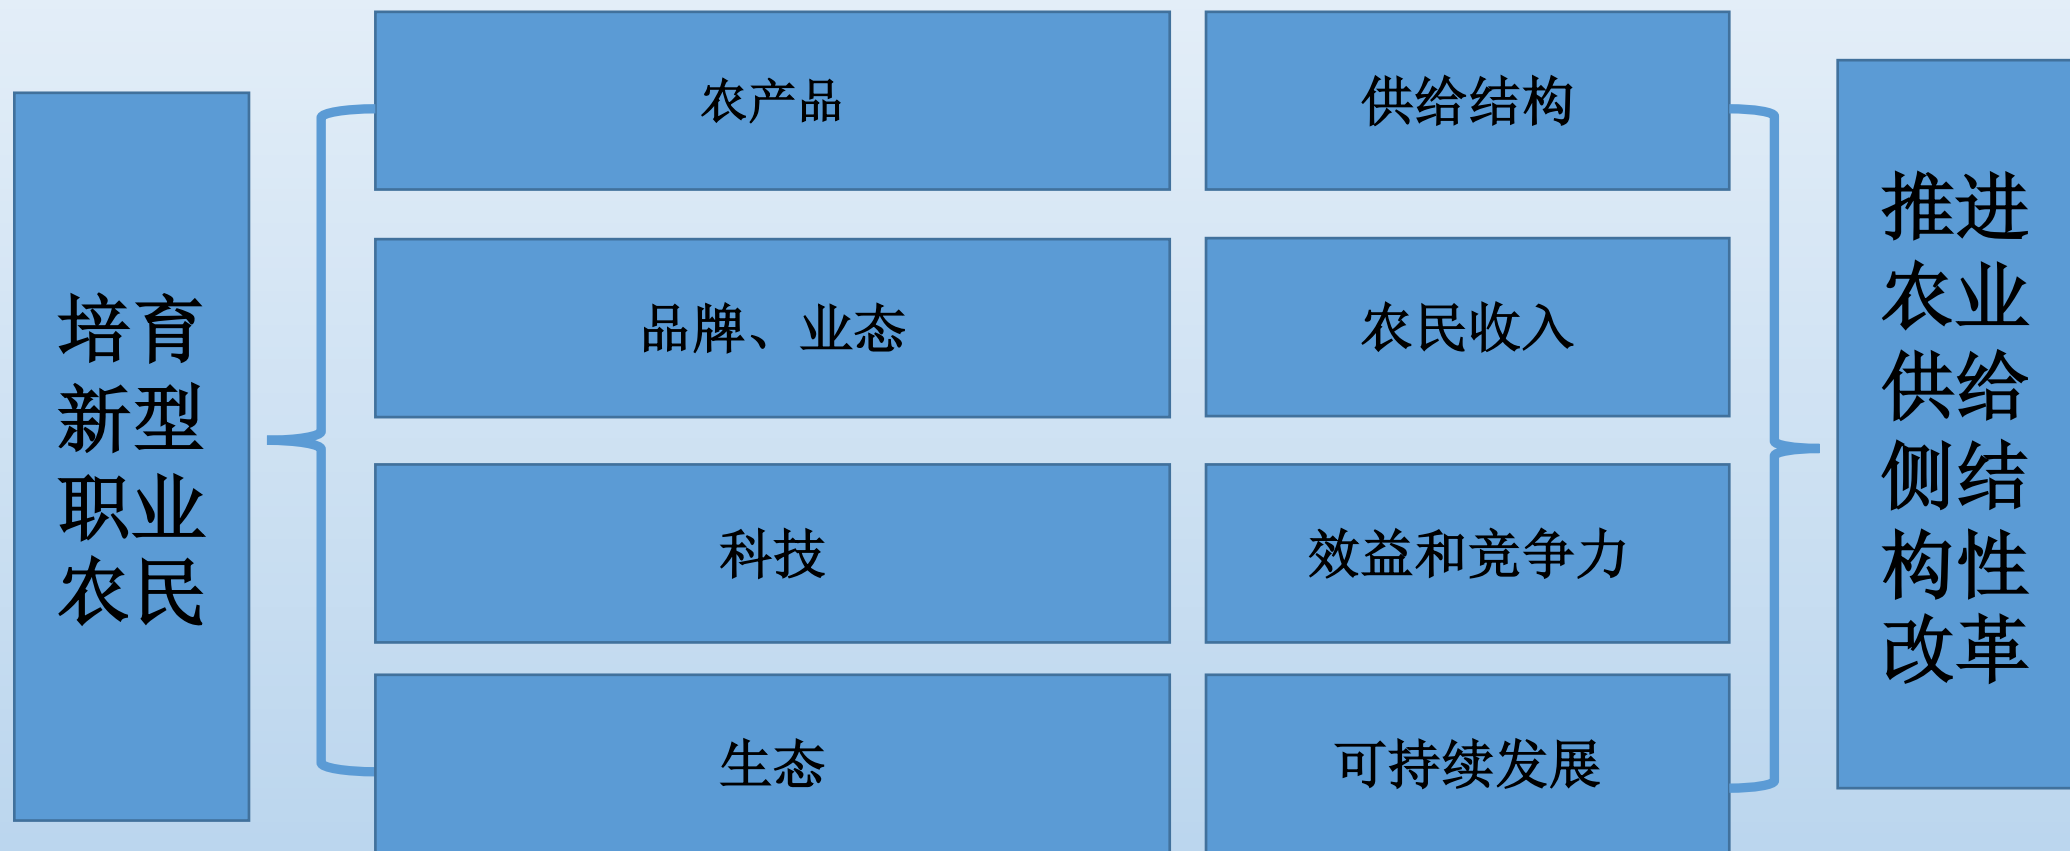 培育
新型
职业
农民
农产品
供给结构
品牌、业态
农民收入
科技
效益和竞争力
生态
可持续发展
推进
农业
供给
侧结
构性
改革